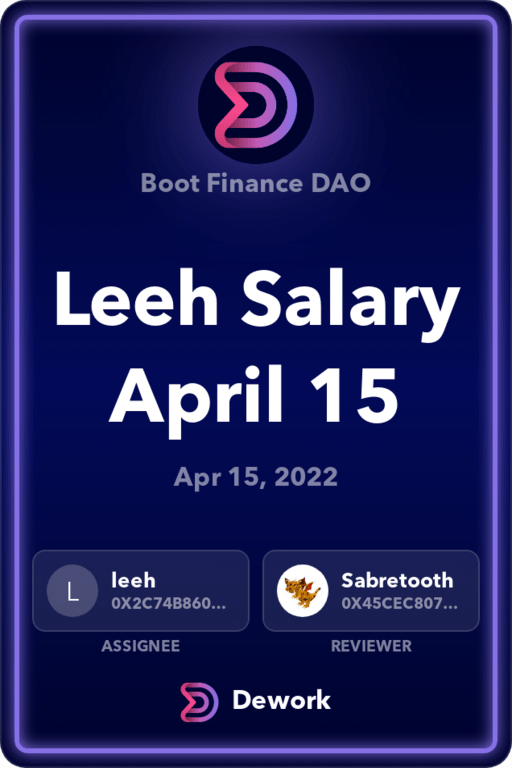 Boot Finance DAO
Leeh Salary
April 15
Apr 15, 2022
L
leeh
0X2C74B860...
Sabretooth
0X45CEC807...
ASSIGNEE
REVIEWER
Dework